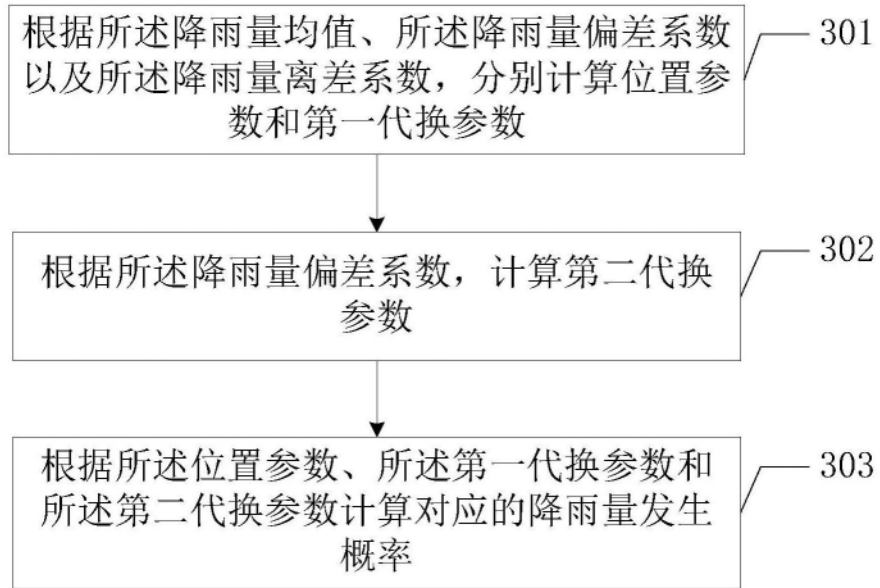 根据所述降雨量均值、所述降雨量偏差系数
以及所述降雨量离差系数，分别计算位置参
数和第一代换参数
301
根据所述降雨量偏差系数，计算第二代换
参数
302
根据所述位置参数、所述第一代换参数和
所述第二代换参数计算对应的降雨量发生
概率
303